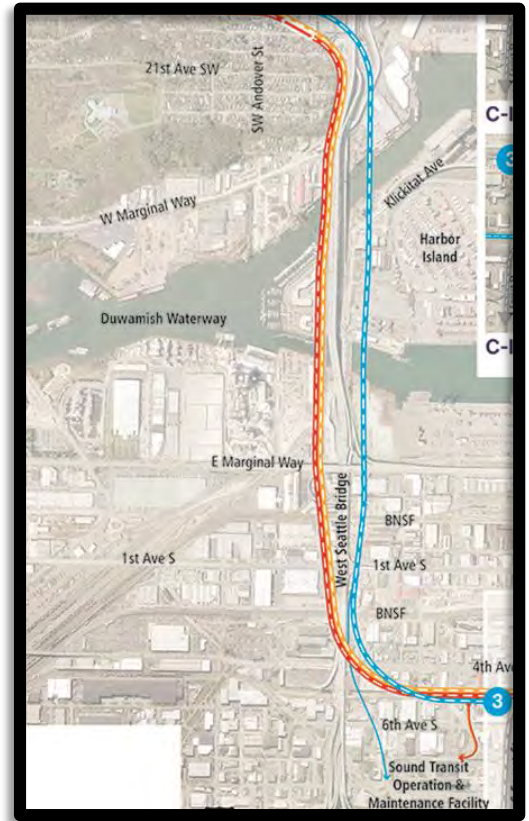 21st Ave SW
SW Andover St
C-I
3
W Marginal Way
Klickitat Ave
Harbor
Island
Duwamish Waterway
C-I
E Marginal Way
West Seattle Bridge
BNSF
1st Ave S
1st Ave S
BNSF
4th Av
3
6th Ave S
Sound Transit
Operation &
Maintenance Facility